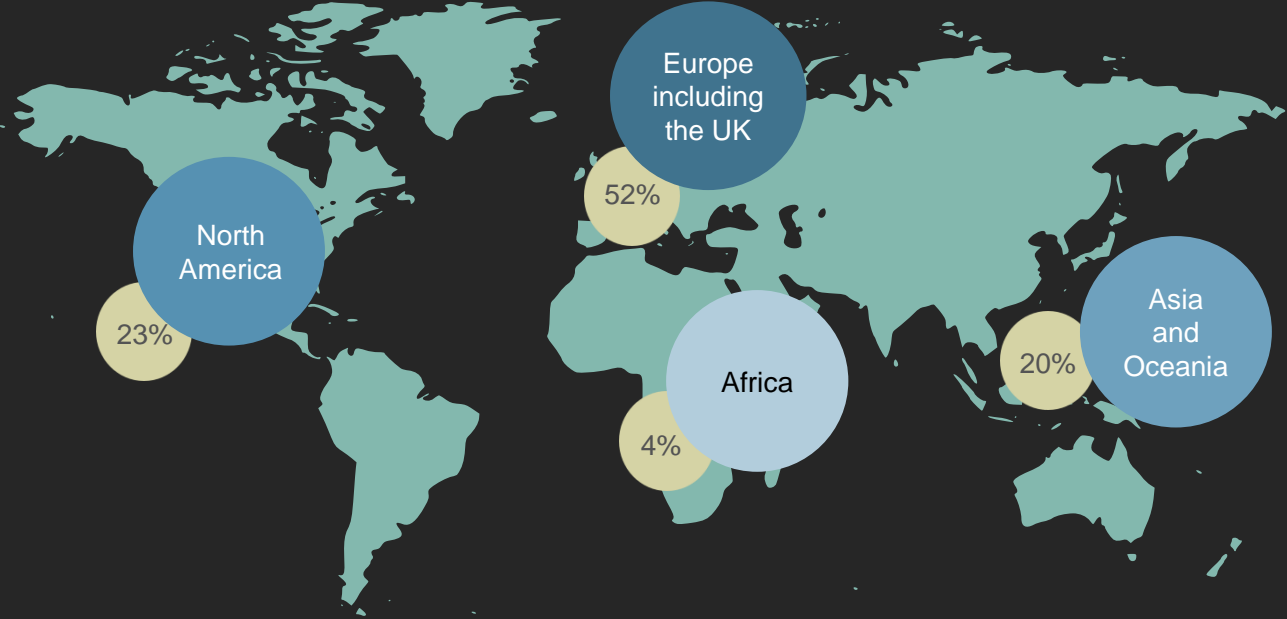 Europe
including
the UK
52%
North
America
23%
Asia
and
Oceania
20%
Africa
4%